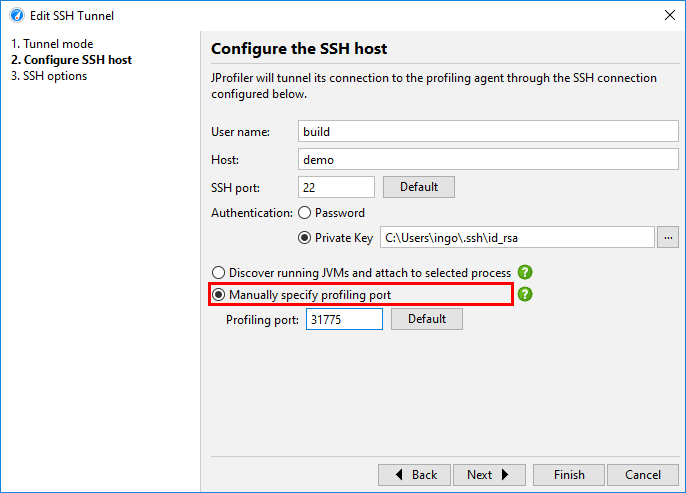 Edit SSH Tunnel
1. Tunnel mode
2. Configure SSH host
3. SSH options
Configure the SSH host
JProfiler will tunnel its connection to the profiling agent through the SSH connection
configured below.
User name: build
Host: demo
SSH port: 22 Default
Authentication: Password
Private Key C:\Users\ingo\.ssh\id_rsa ...
Discover running JVMs and attach to selected process ?
Manually specify profiling port ?
Profiling port: 31775 Default
Back Next Finish Cancel